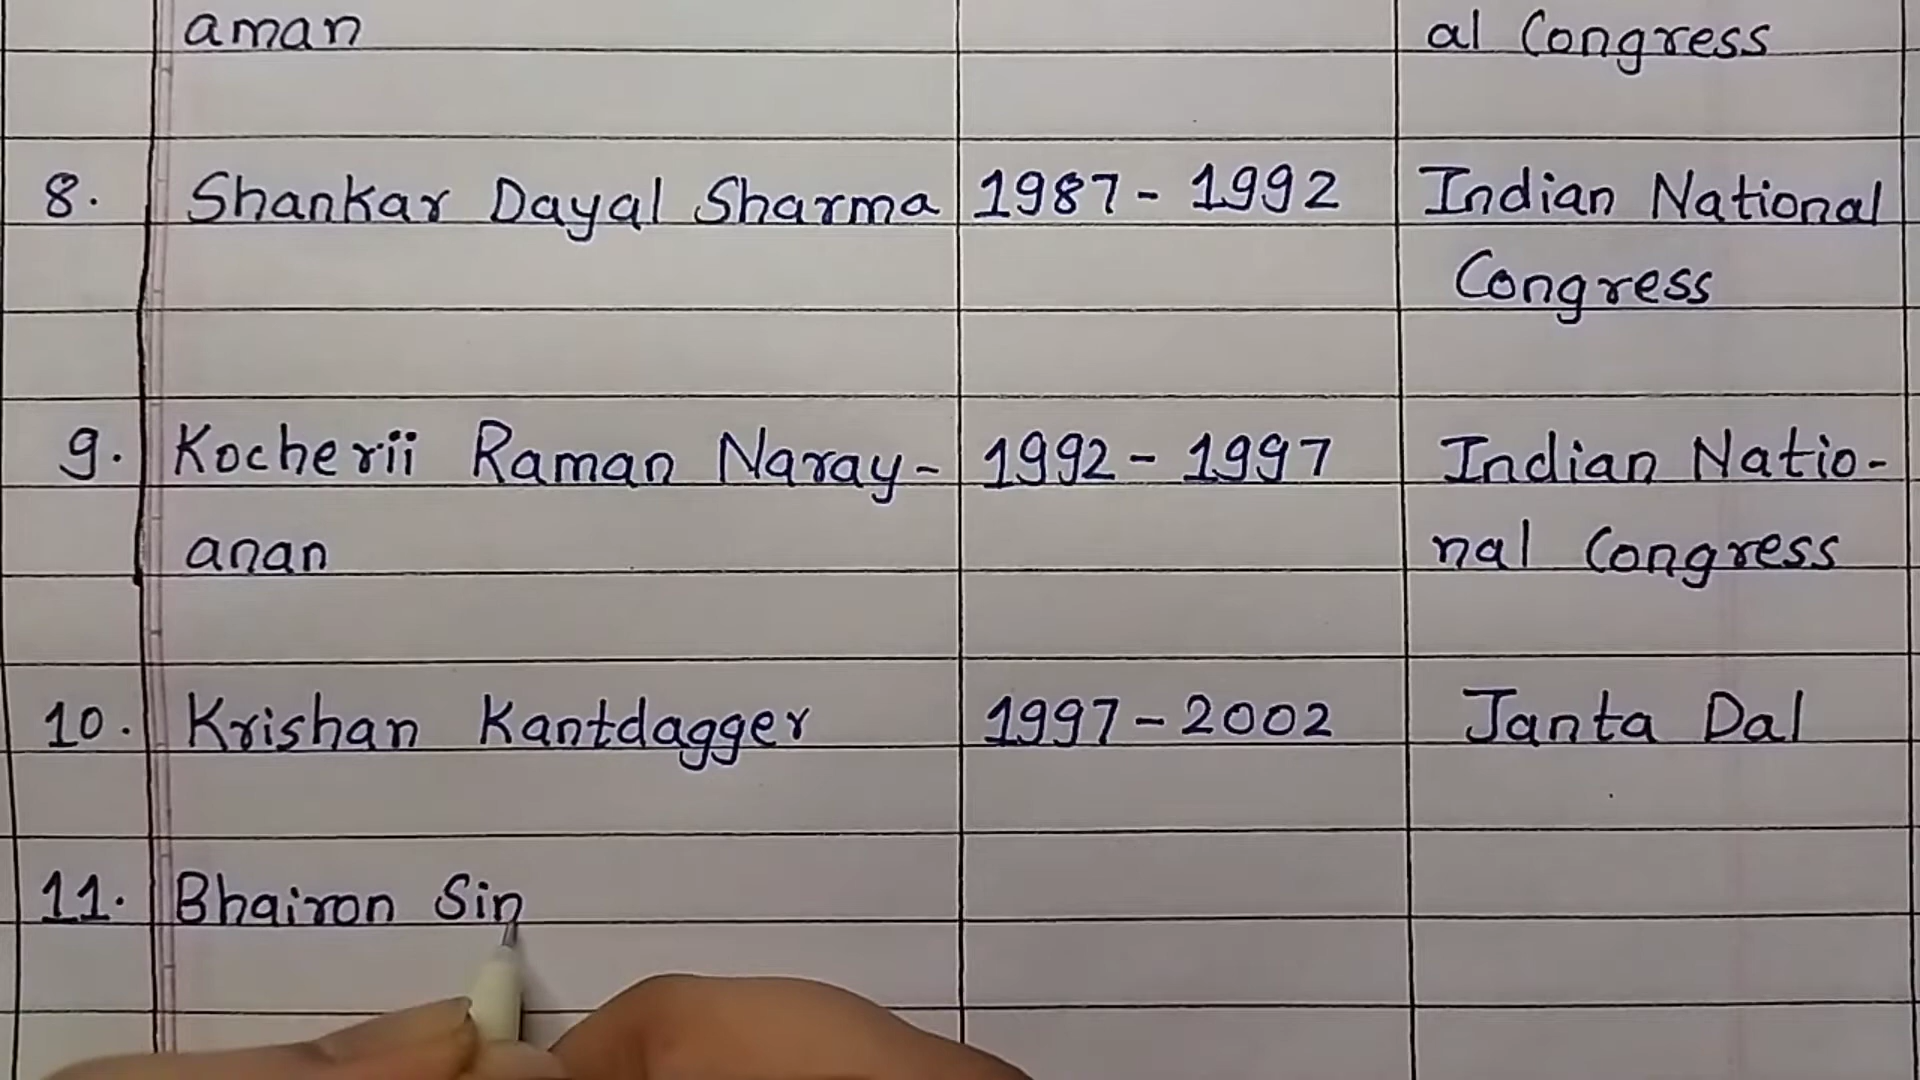 aman al Congress
8. Shankar Dayal Sharma 1987 - 1992 Indian National
Congress
9. Kocherii Raman Naray- 1992 - 1997 Indian Natio-
anan nal Congress
10. Krishan Kantdagger 1997 - 2002 Janta Dal
11. Bhairon Sin